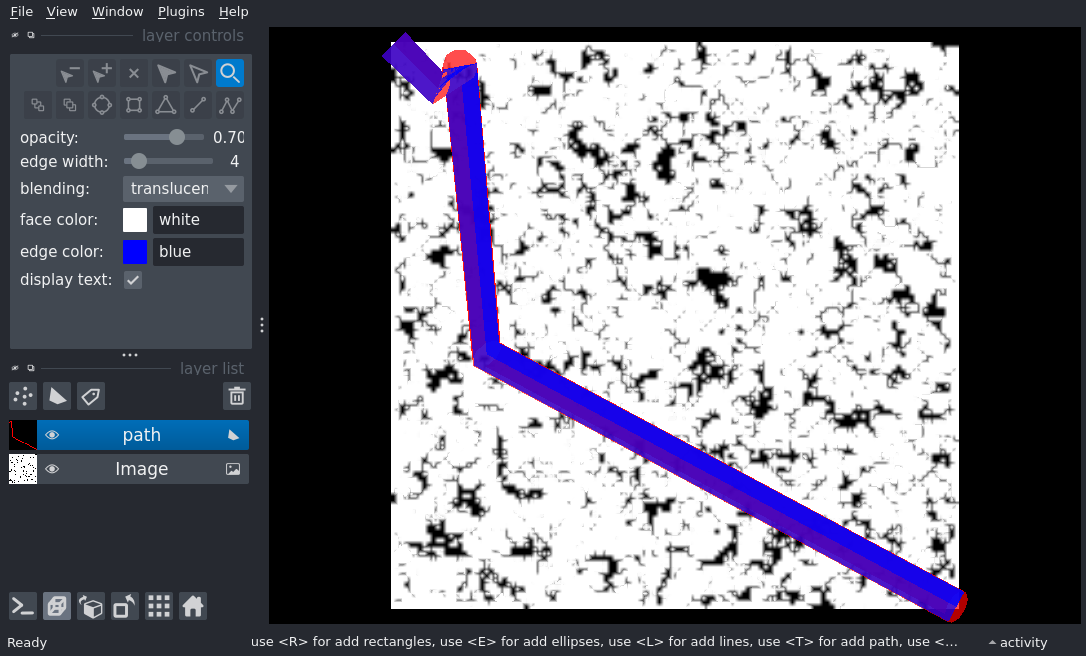 File View Window Plugins Help
layer controls
opacity: 0.70
edge width: 4
blending: translucen
face color: white
edge color: blue
display text:
layer list
path
Image
Ready use <R> for add rectangles, use <E> for add ellipses, use <L> for add lines, use <T> for add path, use <... activity